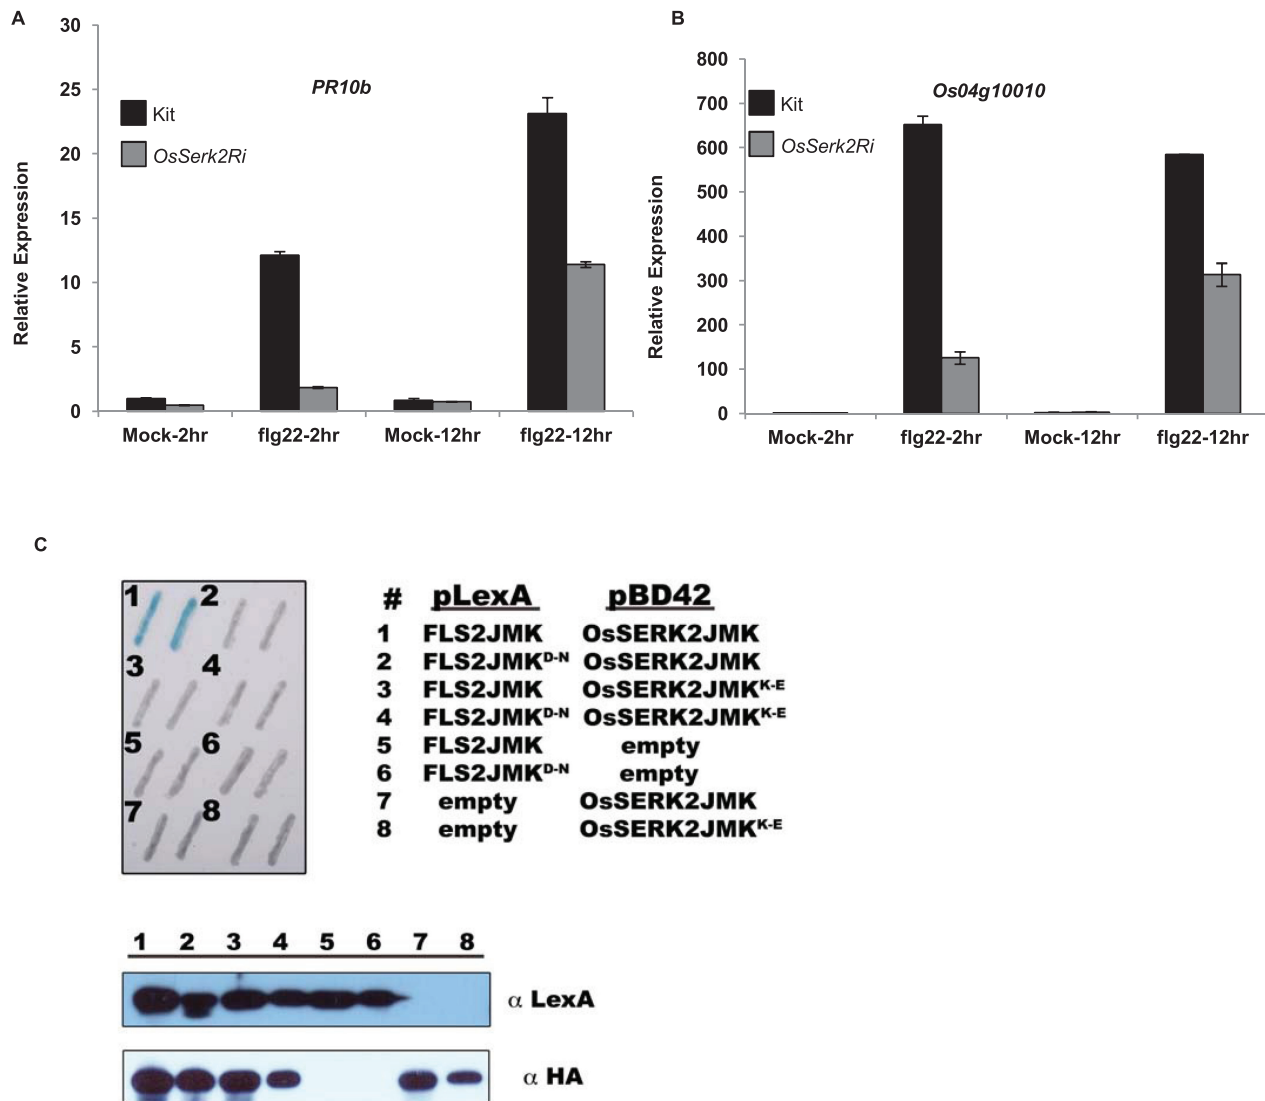 A
30
25
20
15
10
5
0
Relative Expression
PR10b
Kit
OsSerk2Ri
Mock-2hr flg22-2hr Mock-12hr flg22-12hr
B
800
700
600
500
400
300
200
100
0
Relative Expression
Os04g10010
Kit
OsSerk2Ri
Mock-2hr flg22-2hr Mock-12hr flg22-12hr
C
1 2
3 4
5 6
7 8
# pLexA pBD42
1 FLS2JMK OsSERK2JMK
2 FLS2JMKD-N OsSERK2JMK
3 FLS2JMK OsSERK2JMKK-E
4 FLS2JMKD-N OsSERK2JMKK-E
5 FLS2JMK empty
6 FLS2JMKD-N empty
7 empty OsSERK2JMK
8 empty OsSERK2JMKK-E
1 2 3 4 5 6 7 8
α LexA
α HA